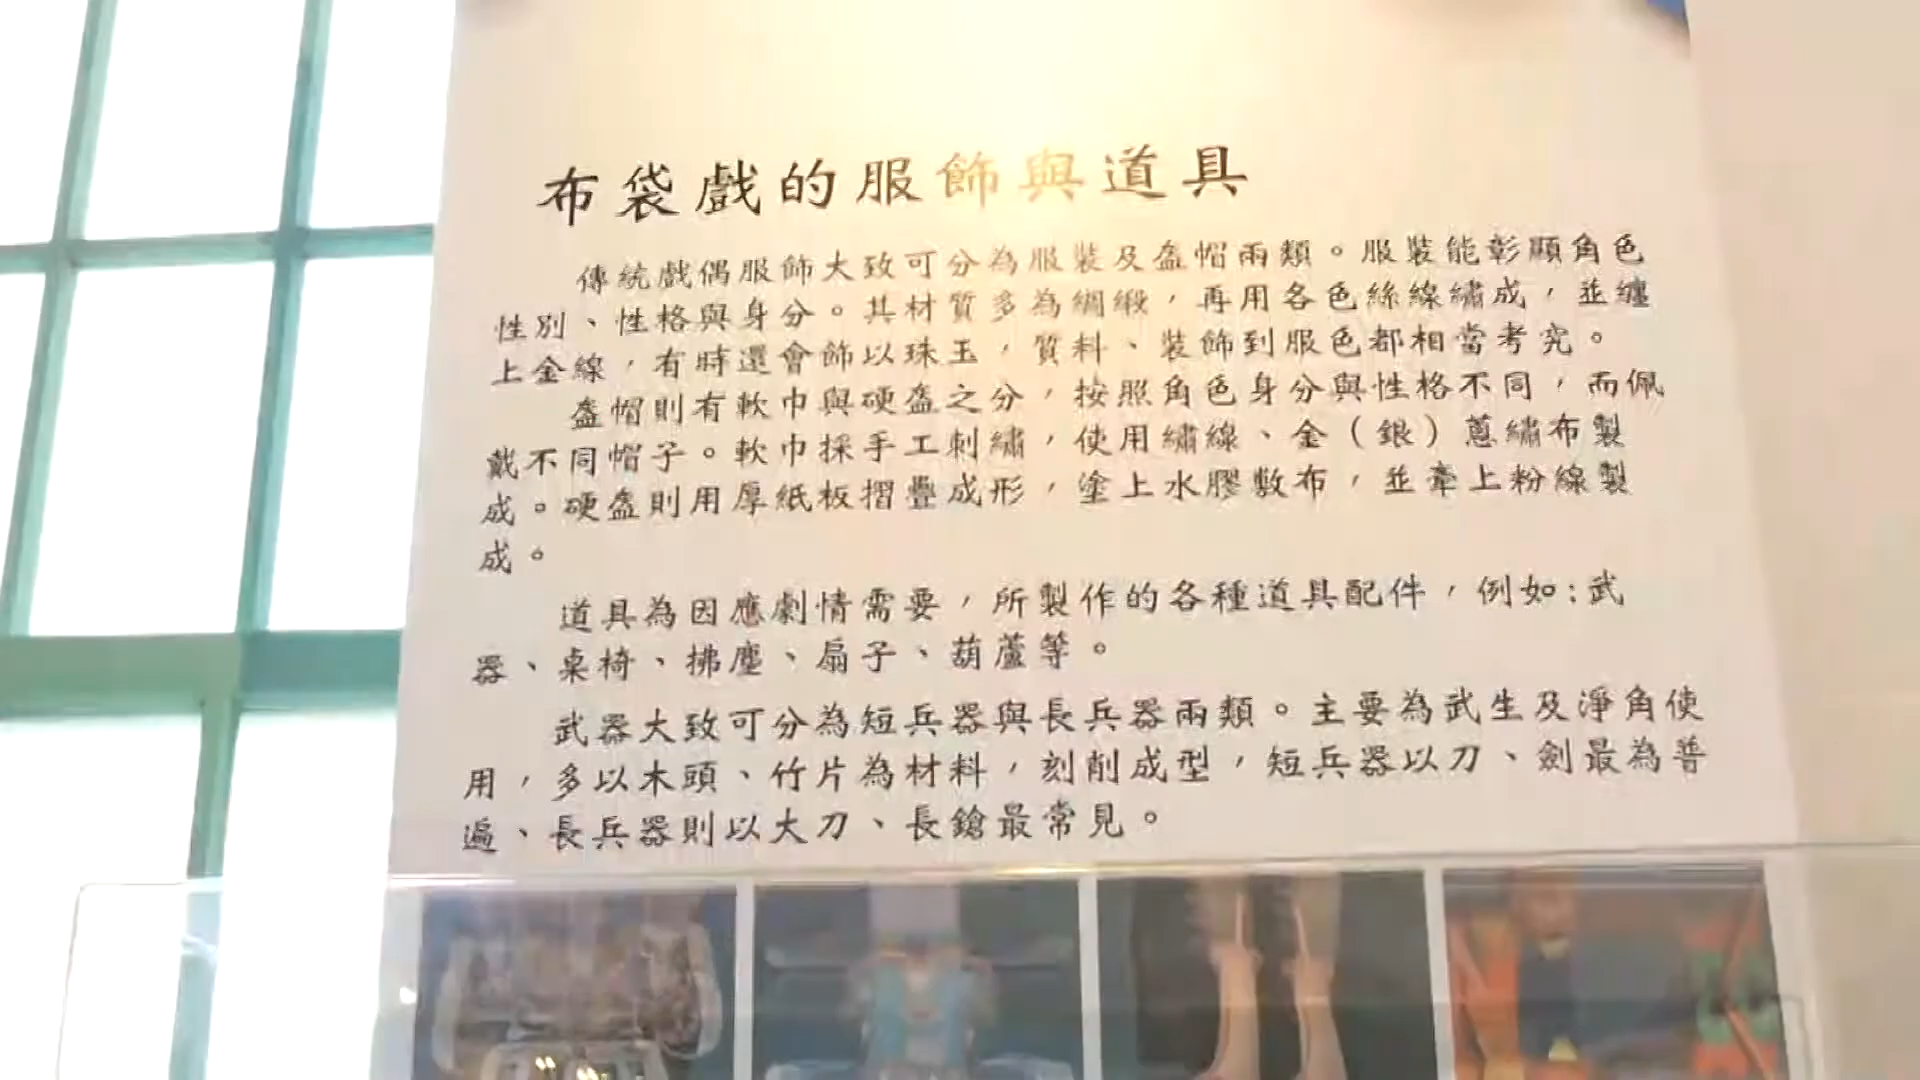 布袋戲的服飾與道具
傳統戲偶服飾大致可分為服裝及盔帽兩類。服裝能彰顯角色
性別、性格與身分。其材質多為綢緞，再用各色絲線繡成，並纏
上金線，有時還會飾以珠玉，質料、裝飾到服色都相當考究。
盔帽則有軟巾與硬盔之分，按照角色身分與性格不同，而佩
戴不同帽子。軟巾採手工刺繡，使用繡線、金（銀）蔥繡布製
成。硬盔則用厚紙板摺疊成形，塗上水膠敷布，並牽上粉線製
成。
道具為因應劇情需要，所製作的各種道具配件，例如:武
器、桌椅、拂塵、扇子、葫蘆等。
武器大致可分為短兵器與長兵器兩類。主要為武生及淨角使
用，多以木頭、竹片為材料，刻削成型，短兵器以刀、劍最為普
遍、長兵器則以大刀、長鎗最常見。